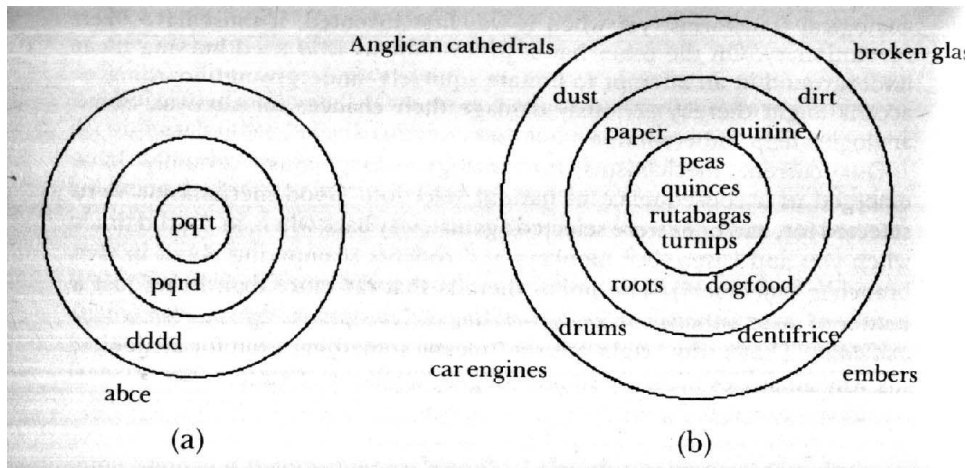 Anglican cathedrals
broken glas
dust
dirt
paper
quinine
peas
quinces
rutabagas
turnips
roots
dogfood
drums
dentifrice
car engines
embers
pqrt
pqrd
dddd
abce
(a)
(b)